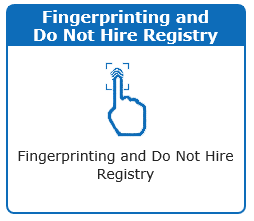 Fingerprinting and
Do Not Hire Registry
Fingerprinting and Do Not Hire
Registry